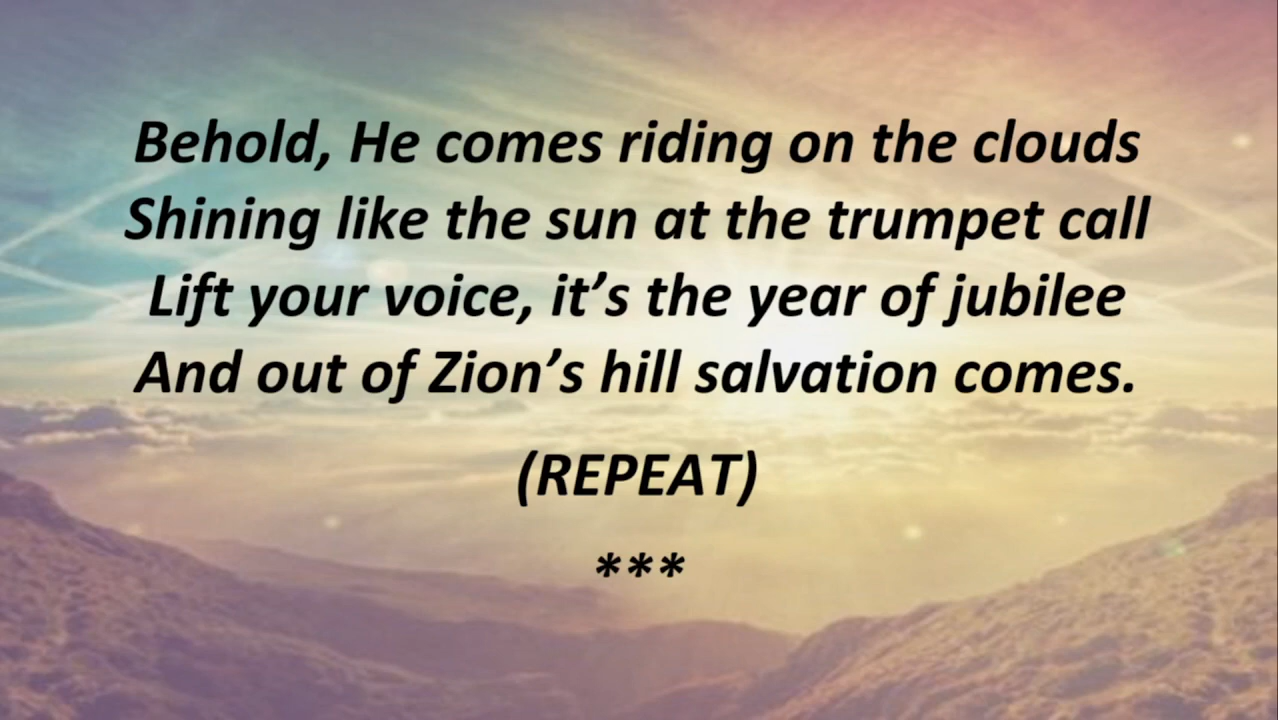 Behold, He comes riding on the clouds
Shining like the sun at the trumpet call
Lift your voice, it’s the year of jubilee
And out of Zion’s hill salvation comes.
(REPEAT)
***